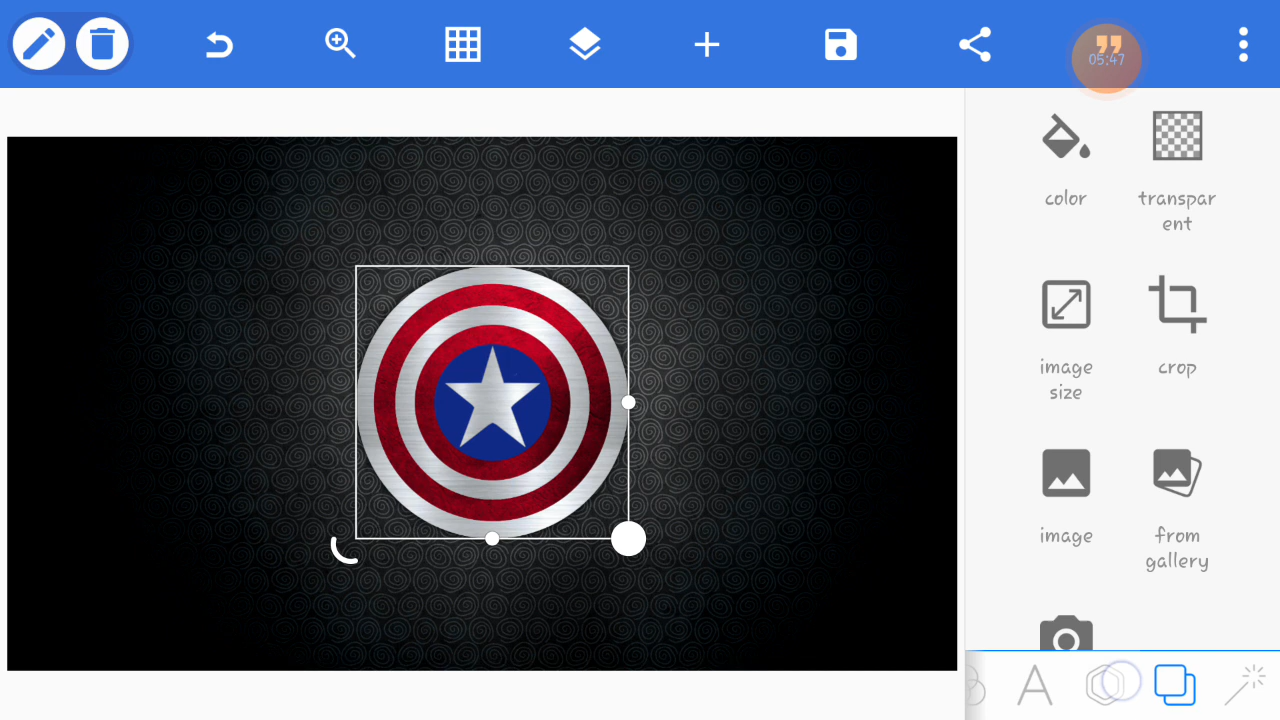 05:47
color
transpar
ent
image
size
crop
image
from
gallery